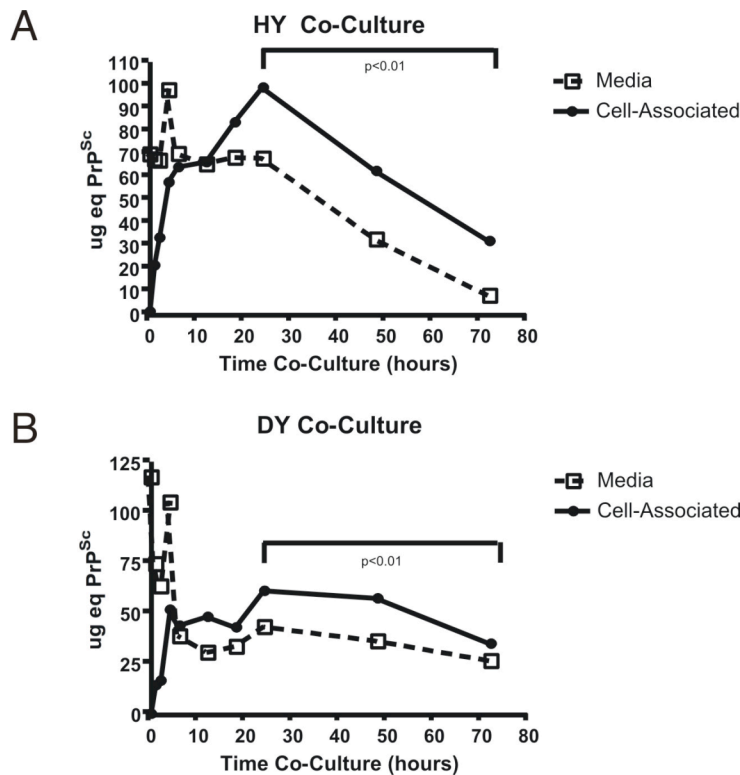 A
HY Co-Culture
p<0.01
110
100
90
80
70
60
50
40
30
20
10
0
ug eq PrPSc
0 10 20 30 40 50 60 70 80
Time Co-Culture (hours)
Media
Cell-Associated
B
DY Co-Culture
p<0.01
125
100
75
50
25
0
ug eq PrPSc
0 10 20 30 40 50 60 70 80
Time Co-Culture (hours)
Media
Cell-Associated